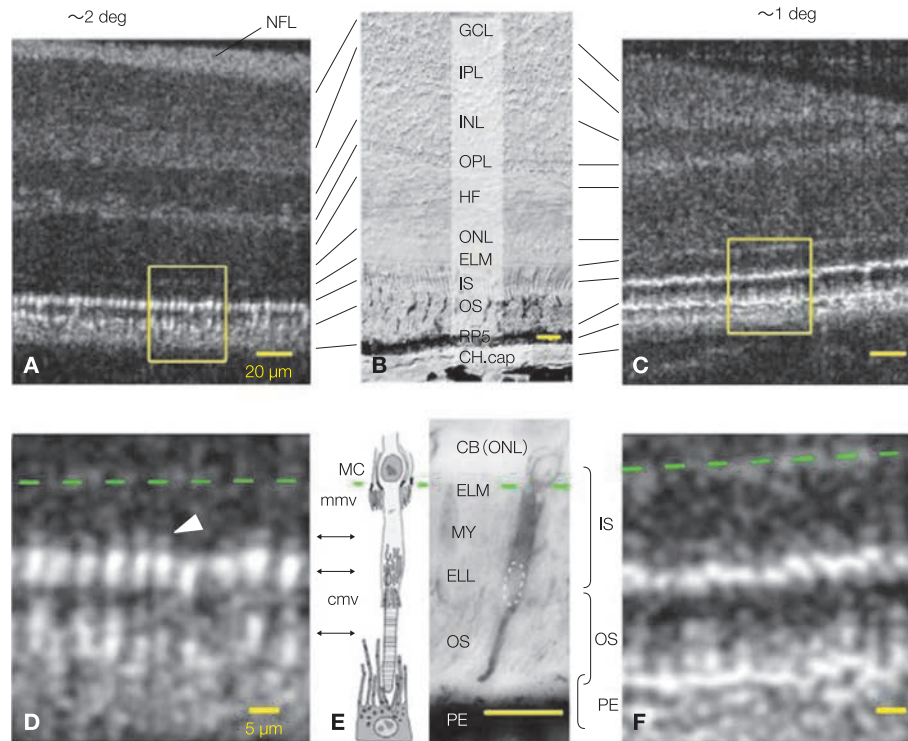 ~2 deg
NFL
A
20 µm
GCL
IPL
INL
OPL
HF
ONL
ELM
IS
OS
RP5
CH.cap
B
~1 deg
C
D
5 µm
MC
mmv
cmv
E
CB (ONL)
ELM
MY
ELL
OS
PE
IS
OS
PE
F